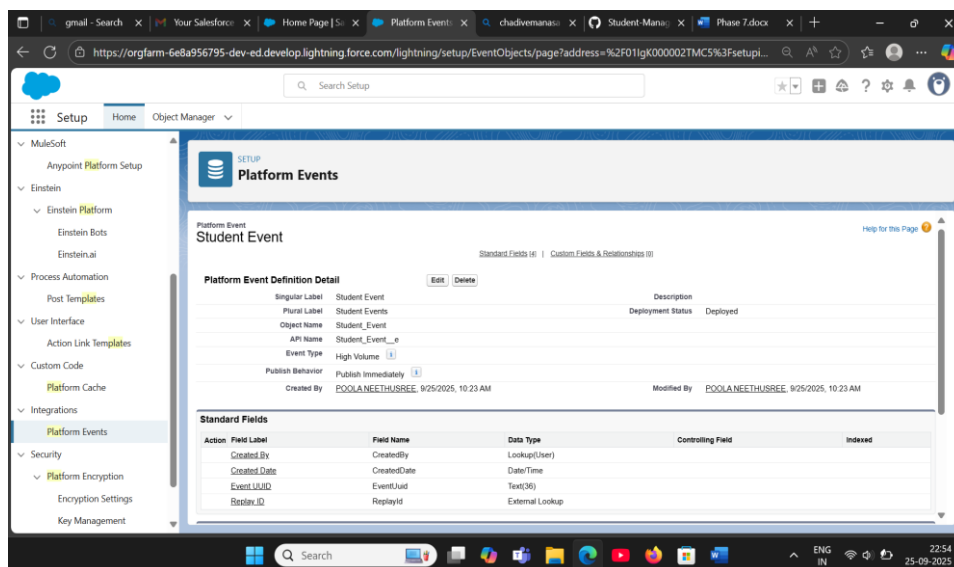 gmail - Search
Your Salesforce
Home Page | Sa
Platform Events
chadivemanasa
Student-Manag
Phase 7.docx
https://orgfarm-6e8a956795-dev-ed.develop.lightning.force.com/lightning/setup/EventObjects/page?address=%2F01IgK000002TMC5%3Fsetupi...
Search Setup
Setup
Home
Object Manager
MuleSoft
Anypoint Platform Setup
Einstein
Einstein Platform
Einstein Bots
Einstein.ai
Process Automation
Post Templates
User Interface
Action Link Templates
Custom Code
Platform Cache
Integrations
Platform Events
Security
Platform Encryption
Encryption Settings
Key Management
SETUP
Platform Events
Platform Event
Student Event
Help for this Page
Standard Fields [4] | Custom Fields & Relationships [0]
Platform Event Definition Detail Edit Delete
Singular Label Student Event Description
Plural Label Student Events Deployment Status Deployed
Object Name Student_Event
API Name Student_Event__e
Event Type High Volume i
Publish Behavior Publish Immediately i
Created By POOLA NEETHUSREE, 9/25/2025, 10:23 AM Modified By POOLA NEETHUSREE, 9/25/2025, 10:23 AM
Standard Fields
Action Field Label Field Name Data Type Controlling Field Indexed
Created By CreatedBy Lookup(User)
Created Date CreatedDate Date/Time
Event UUID EventUuid Text(36)
Replay ID ReplayId External Lookup
Search
ENG
IN
22:54
25-09-2025